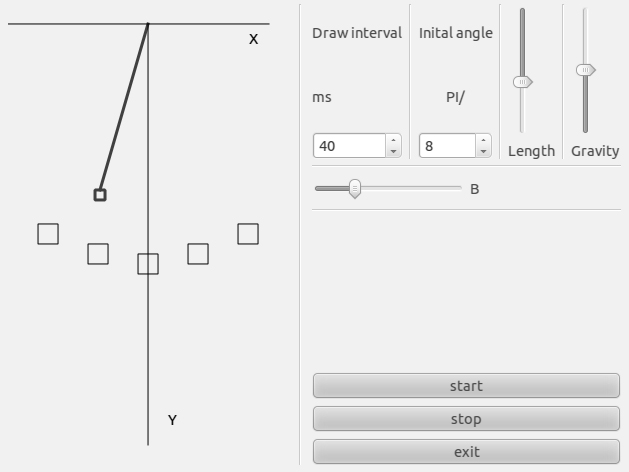 X
Y
Draw interval
ms
40
Inital angle
PI/
8
Length
Gravity
B
start
stop
exit